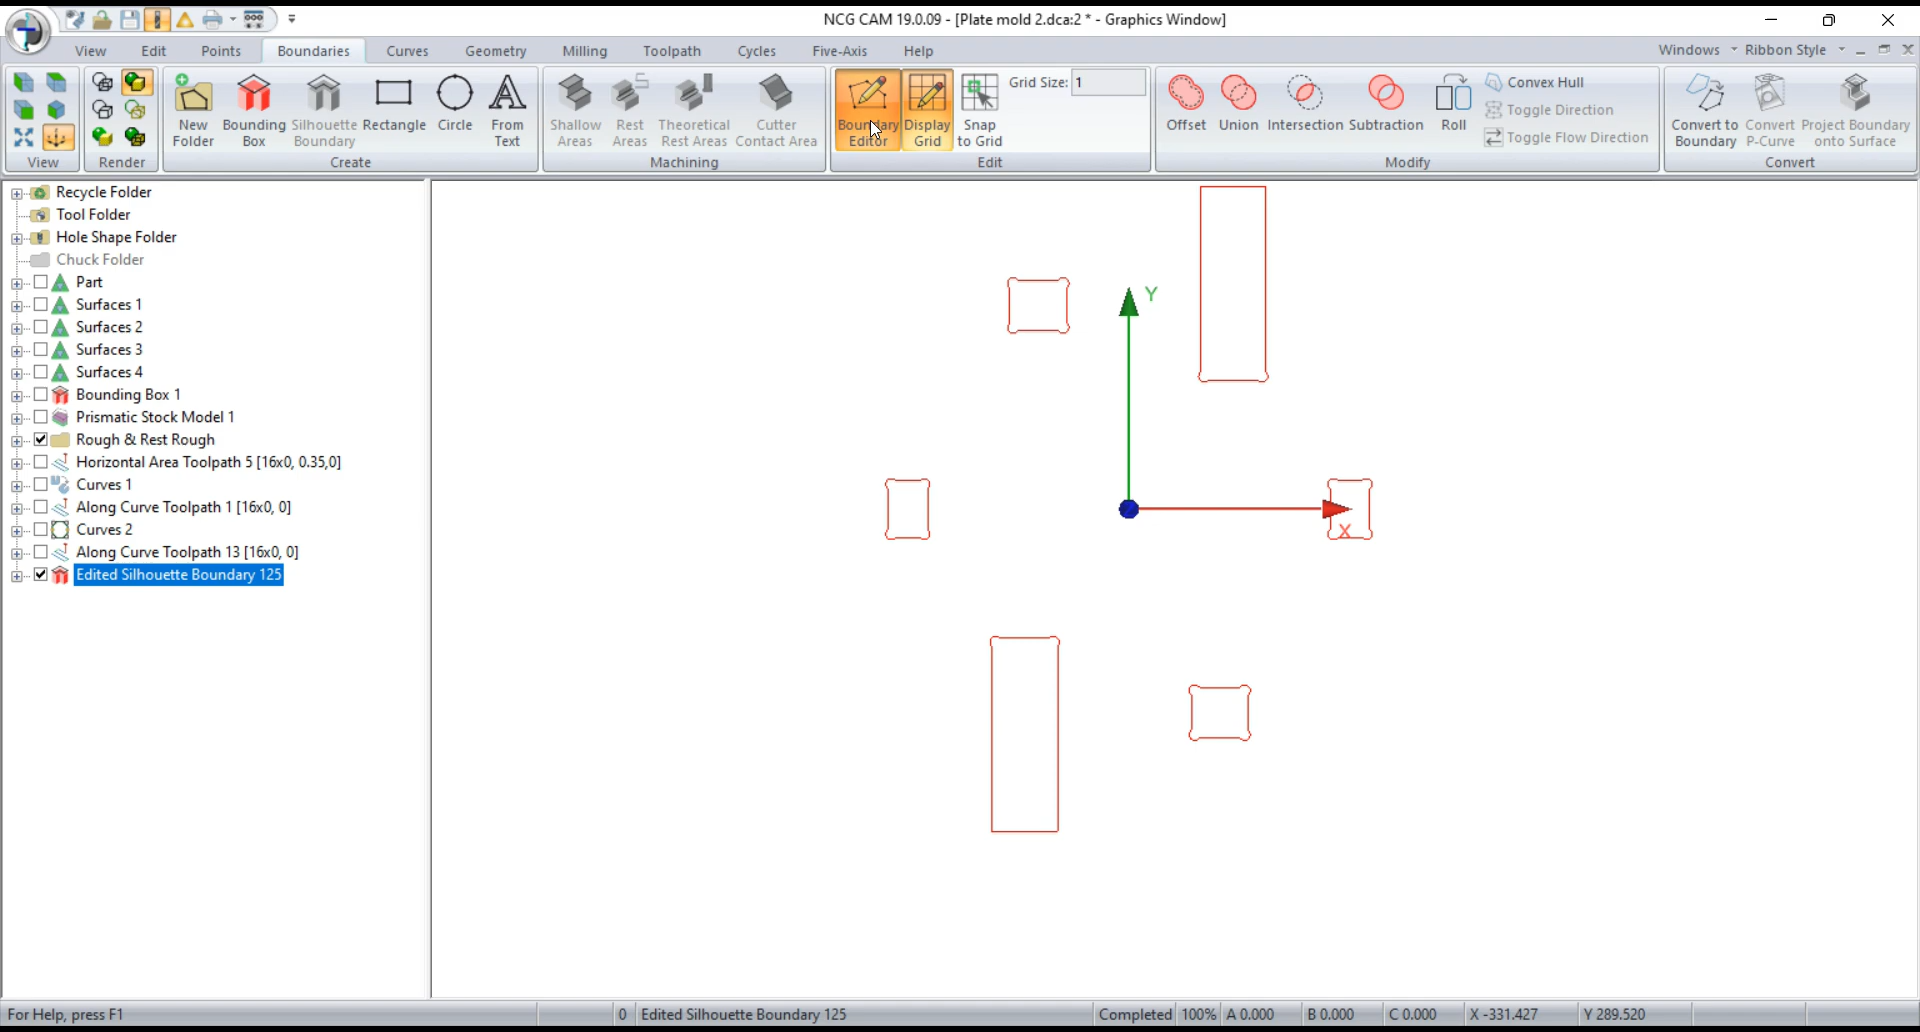 NCG CAM 19.0.09 - [Plate mold 2.dca:2 * - Graphics Window]
View Edit Points Boundaries Curves Geometry Milling Toolpath Cycles Five-Axis Help Windows Ribbon Style
New Folder
Bounding Box
Silhouette Boundary
Rectangle
Circle
From Text
Shallow Areas
Rest Areas
Theoretical Rest Areas
Cutter Contact Area
Boundary Editor
Display Grid
Snap to Grid
Grid Size: 1
Offset
Union
Intersection
Subtraction
Roll
Convex Hull
Toggle Direction
Toggle Flow Direction
Convert to Boundary
Convert P-Curve
Project Boundary onto Surface
View Render Create Machining Edit Modify Convert
Recycle Folder
Tool Folder
Hole Shape Folder
Chuck Folder
Part
Surfaces 1
Surfaces 2
Surfaces 3
Surfaces 4
Bounding Box 1
Prismatic Stock Model 1
Rough & Rest Rough
Horizontal Area Toolpath 5 [16x0, 0.35,0]
Curves 1
Along Curve Toolpath 1 [16x0, 0]
Curves 2
Along Curve Toolpath 13 [16x0, 0]
Edited Silhouette Boundary 125
Y
X
For Help, press F1 0 Edited Silhouette Boundary 125 Completed 100% A 0.000 B 0.000 C 0.000 X -331.427 Y 289.520